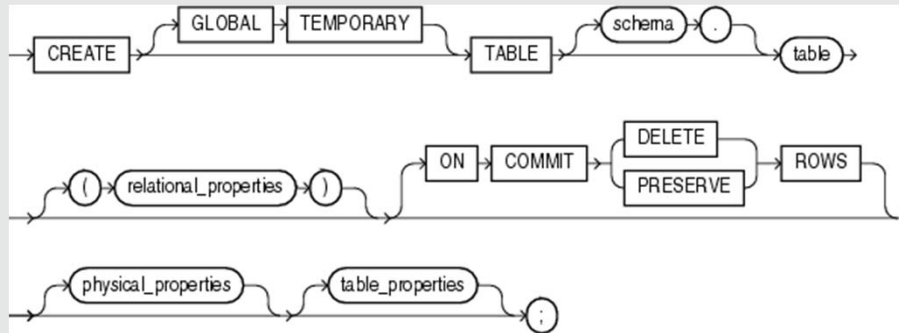 GLOBAL TEMPORARY schema .
CREATE TABLE table
ON COMMIT DELETE ROWS
( relational_properties ) PRESERVE
physical_properties table_properties
;